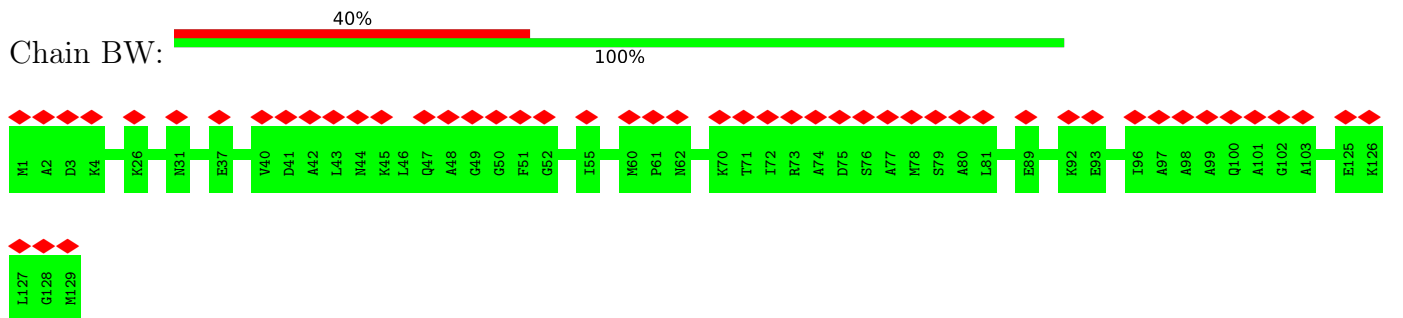 40%
Chain BW:
100%
M1 A2 D3 K4 K26 N31 E37 V40 D41 A42 L43 N44 K45 L46 Q47 A48 G49 G50 F51 G52 I55 M60 P61 N62 K70 T71 I72 R73 A74 D75 S76 A77 M78 S79 A80 L81 E89 K92 E93 I96 A97 A98 A99 Q100 A101 G102 A103 E125 K126
L127 G128 M129